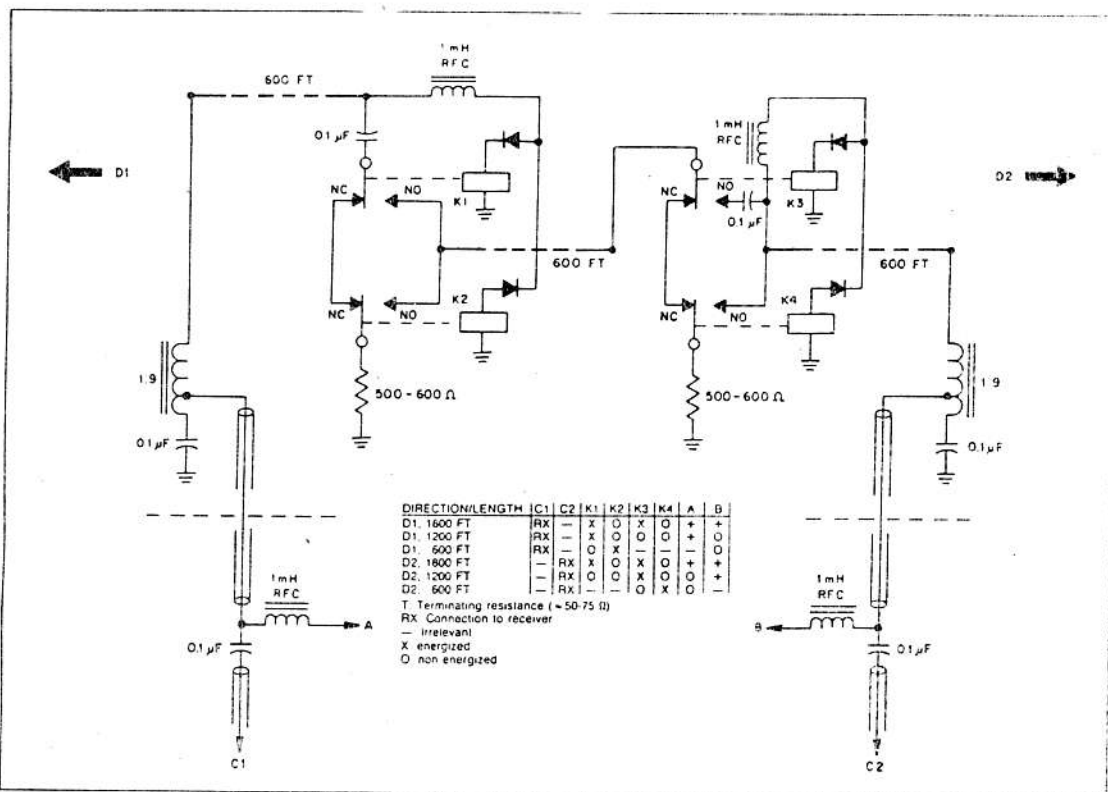 1 mH
RFC
600 FT
0.1 µF
1 mH
RFC
D1
D2
NC
NO
K1
NO
K3
NC
0.1 µF
600 FT
600 FT
K2
K4
NC
NO
NC
NO
1:9
500 - 600 Ω
500 - 600 Ω
1:9
0.1 µF
0.1 µF
DIRECTION/LENGTH C1 C2 K1 K2 K3 K4 A B
D1, 1800 FT RX — X O X O + +
D1, 1200 FT RX — X O O O + O
D1, 600 FT RX — O X — — — O
D2, 1800 FT — RX X O X O + +
D2, 1200 FT — RX O O X O O +
D2, 600 FT — RX — — O X O —
T: Terminating resistance (≈ 50-75 Ω)
RX Connection to receiver
— Irrelevant
X energized
O non energized
1 mH
RFC
A
0.1 µF
C1
1 mH
RFC
B
0.1 µF
C2